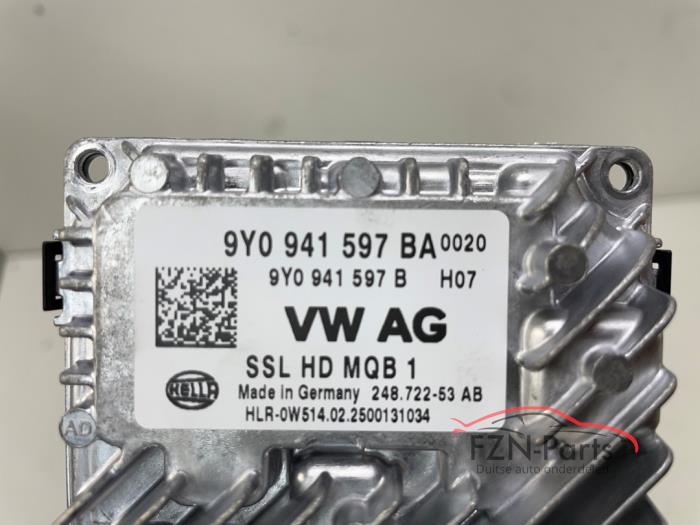 9Y0 941 597 BA 0020
9Y0 941 597 B H07
VW AG
SSL HD MQB 1
HELLA
Made in Germany 248.722-53 AB
HLR-0W514.02.2500131034
AD
FZN-Parts
Duitse auto onderdelen